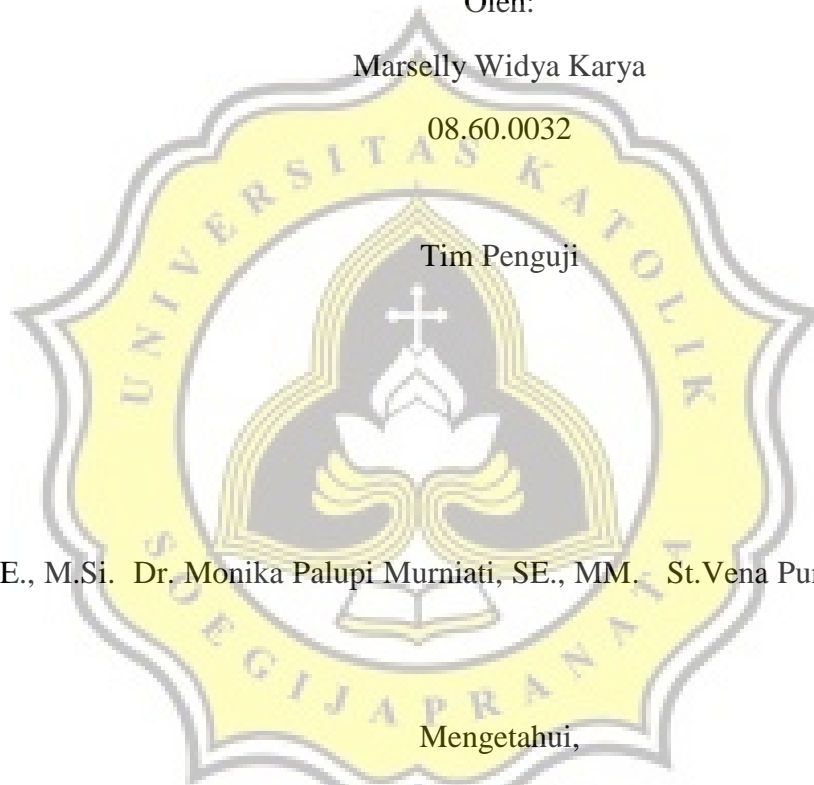 Oleh:
Marselly Widya Karya
08.60.0032
UNIVERSITAS KATOLIK
Tim Penguji
E., M.Si. Dr. Monika Palupi Murniati, SE., MM. St.Vena Pur
SOEGIJAPRANATA
Mengetahui,